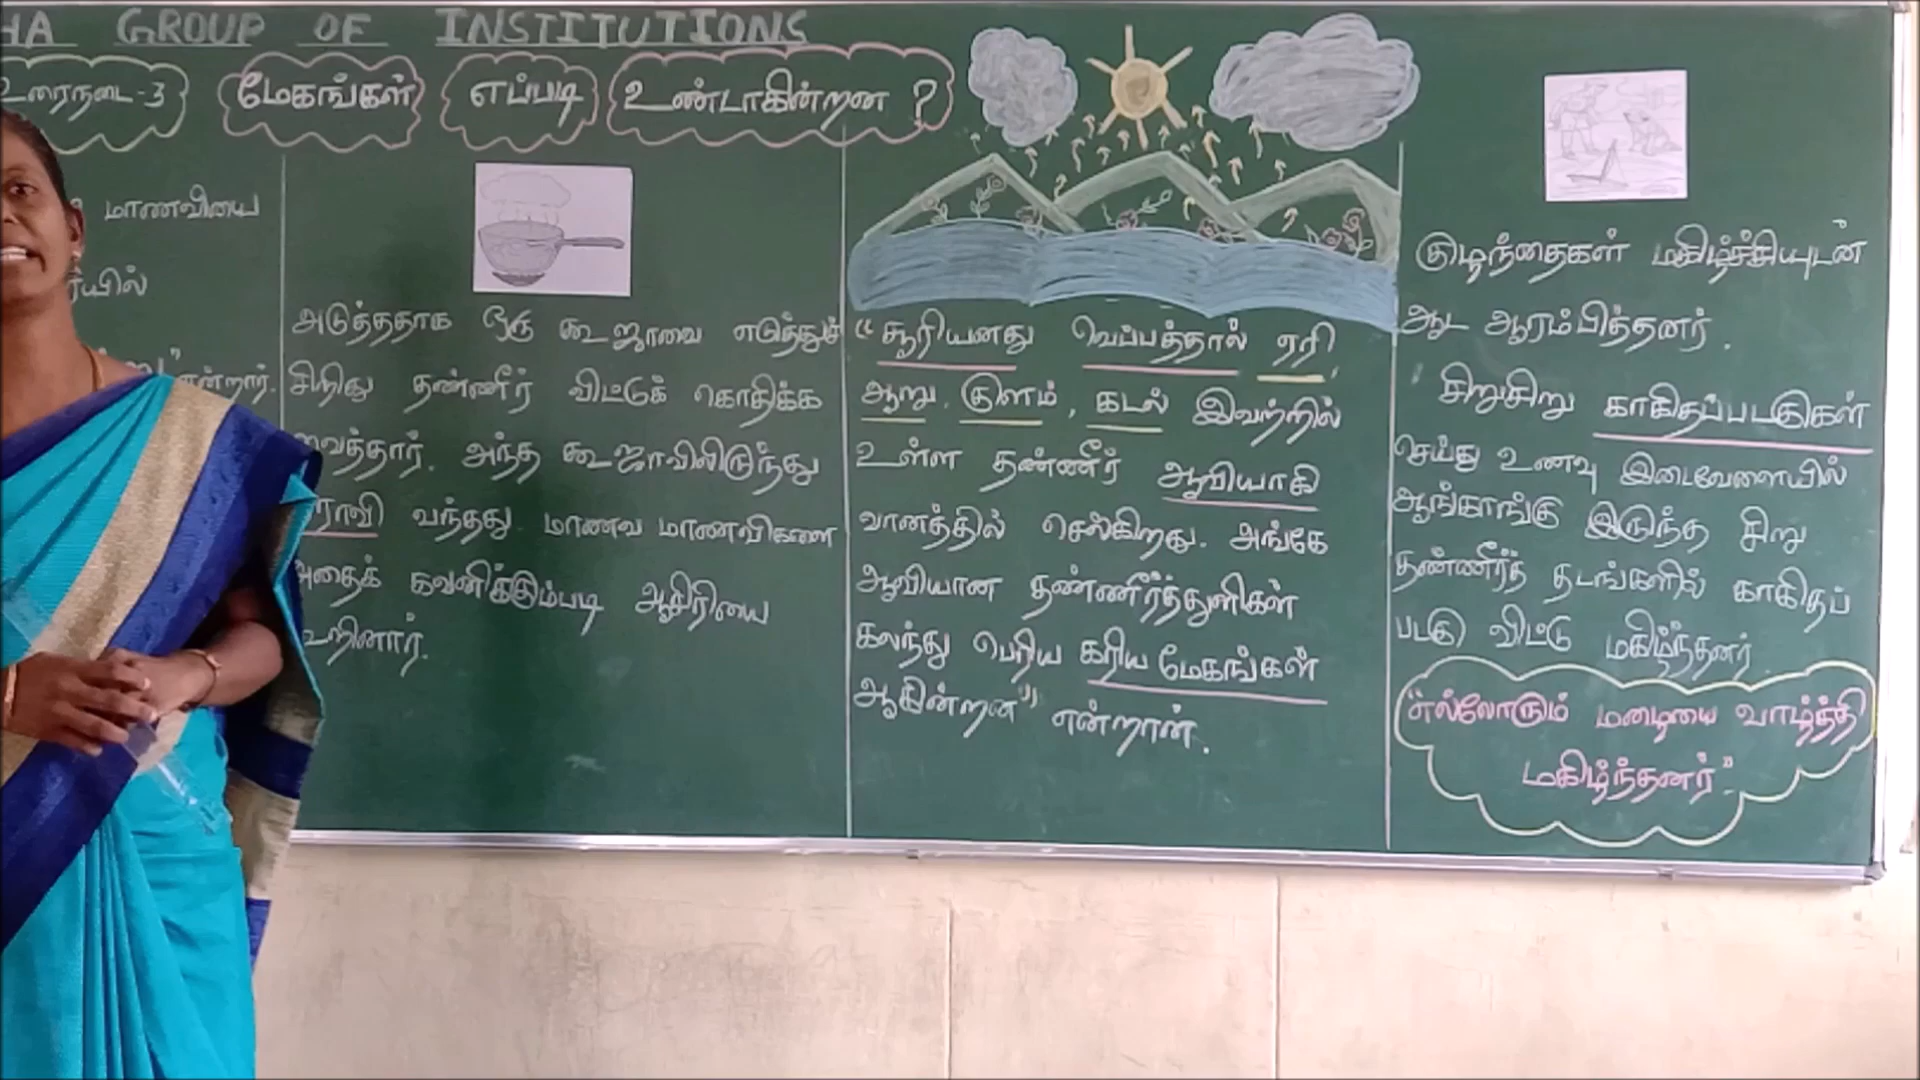 HA GROUP OF INSTITUTIONS
உரைநடை-3 மேகங்கள் எப்படி உண்டாகின்றன ?
மாணவியை
என்றார்.
அடுத்ததாக ஒரு கூஜாவை எடுத்துச்
சிறிது தண்ணீர் விட்டுக் கொதிக்க
வைத்தார். அந்த கூஜாவிலிருந்து
ராவி வந்தது. மாணவ மாணவிகளை
அதைக் கவனிக்கும்படி ஆசிரியை
கூறினார்.
"சூரியனது வெப்பத்தால் ஏரி,
ஆறு, குளம், கடல் இவற்றில்
உள்ள தண்ணீர் ஆவியாகி
வானத்தில் செல்கிறது. அங்கே
ஆவியான தண்ணீர்த்துளிகள்
கலந்து பெரிய கரிய மேகங்கள்
ஆகின்றன" என்றான்.
குழந்தைகள் மகிழ்ச்சியுடன்
ஆட ஆரம்பித்தனர்.
சிறுசிறு காகிதப்படகுகள்
செய்து உணவு இடைவேளையில்
ஆங்காங்கு இருந்த சிறு
தண்ணீர்த் தடங்களில் காகிதப்
படகு விட்டு மகிழ்ந்தனர்.
"எல்லோரும் மழையை வாழ்த்தி
மகிழ்ந்தனர்"